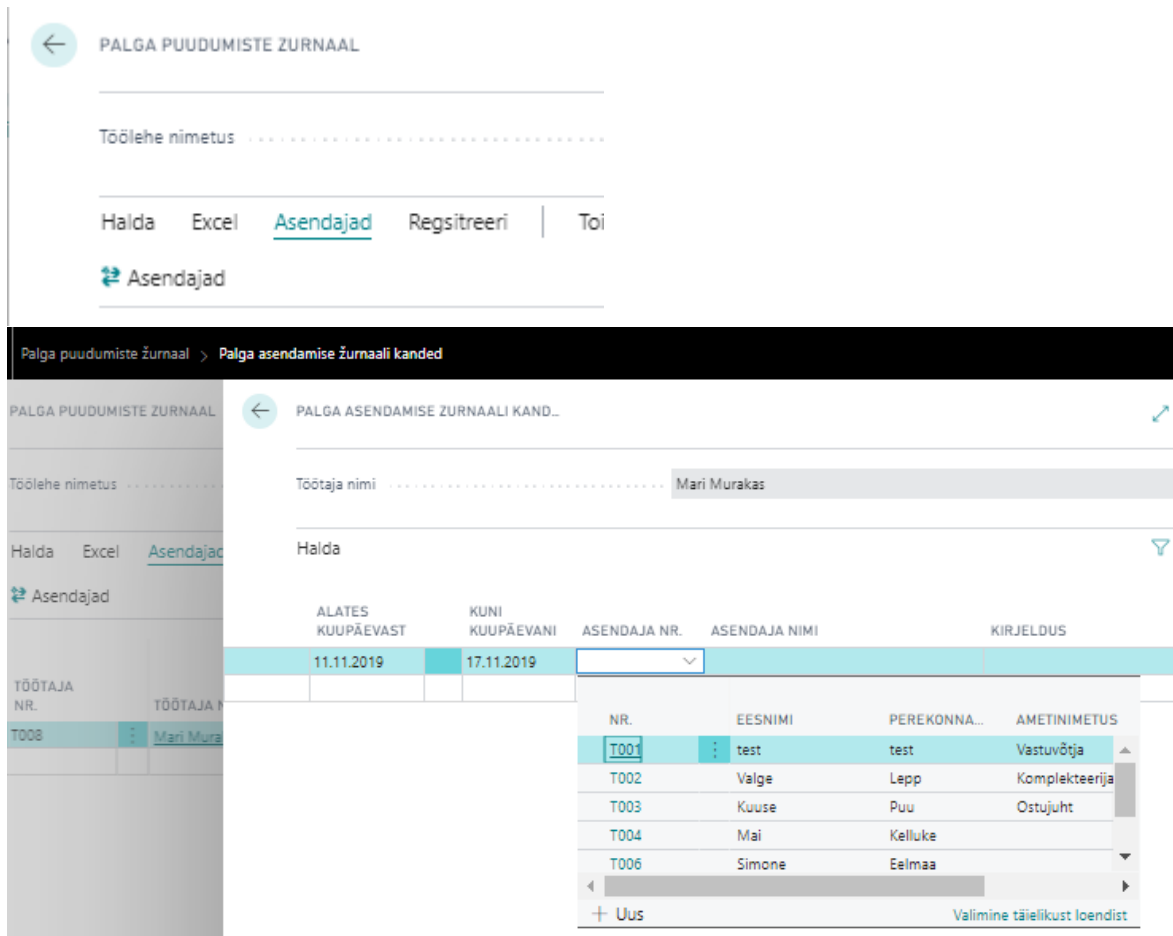 PALGA PUUDUMISTE ZURNAAL
Töölehe nimetus
Halda Excel Asendajad Regsitreeri Toi
Asendajad
Palga puudumiste žurnaal > Palga asendamise žurnaali kanded
PALGA PUUDUMISTE ZURNAAL
Töölehe nimetus
Halda Excel Asendajad
Asendajad
TÖÖTAJA NR. TÖÖTAJA N
T008 Mari Mura
PALGA ASENDAMISE ZURNAALI KAND...
Töötaja nimi Mari Murakas
Halda
ALATES KUUPÄEVAST KUNI KUUPÄEVANI ASENDAJA NR. ASENDAJA NIMI KIRJELDUS
11.11.2019 17.11.2019
NR. EESNIMI PEREKONNA... AMETINIMETUS
T001 test test Vastuvõtja
T002 Valge Lepp Komplekteerija
T003 Kuuse Puu Ostujuht
T004 Mai Kelluke
T006 Simone Eelmaa
+ Uus Valimine täielikust loendist